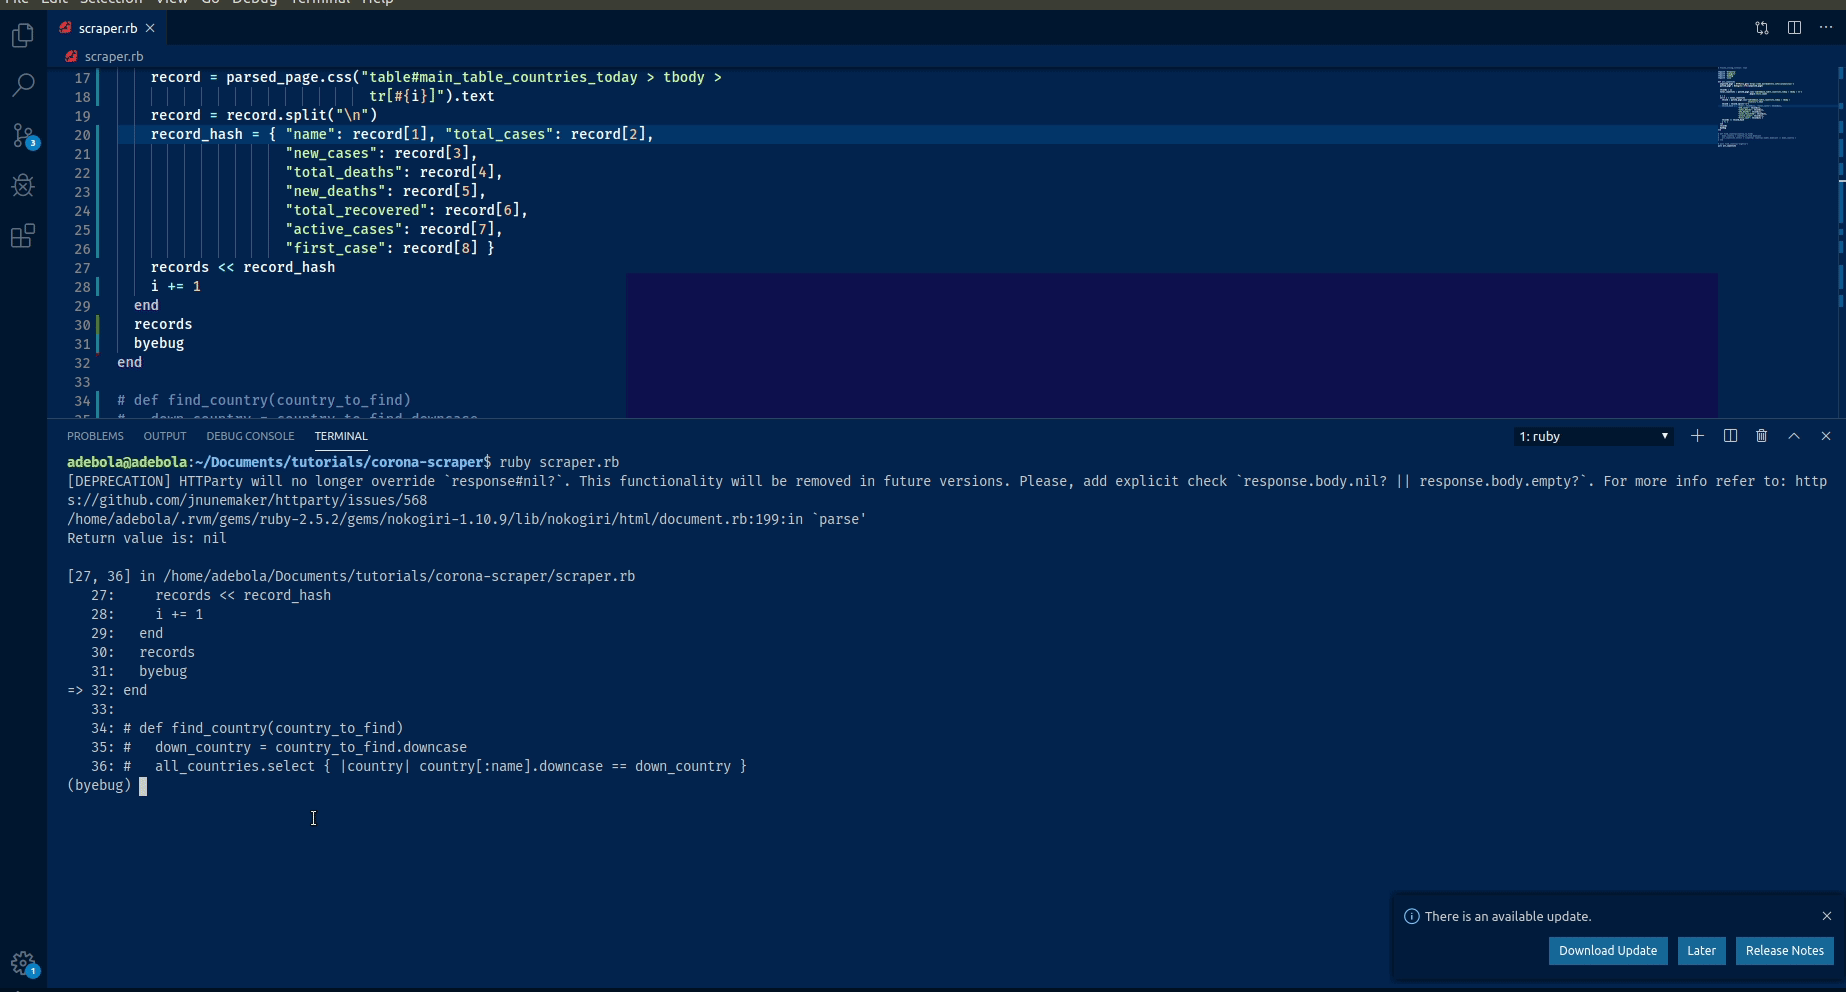 File Edit Selection View Go Debug Terminal Help
scraper.rb
scraper.rb
17 record = parsed_page.css("table#main_table_countries_today > tbody >
18 tr[#{i}]").text
19 record = record.split("\n")
20 record_hash = { "name": record[1], "total_cases": record[2],
21 "new_cases": record[3],
22 "total_deaths": record[4],
23 "new_deaths": record[5],
24 "total_recovered": record[6],
25 "active_cases": record[7],
26 "first_case": record[8] }
27 records << record_hash
28 i += 1
29 end
30 records
31 byebug
32 end
33
34 # def find_country(country_to_find)
35 # down_country = country_to_find.downcase
3
PROBLEMS OUTPUT DEBUG CONSOLE TERMINAL 1: ruby
adebola@adebola:~/Documents/tutorials/corona-scraper$ ruby scraper.rb
[DEPRECATION] HTTParty will no longer override `response#nil?`. This functionality will be removed in future versions. Please, add explicit check `response.body.nil? || response.body.empty?`. For more info refer to: http
s://github.com/jnunemaker/httparty/issues/568
/home/adebola/.rvm/gems/ruby-2.5.2/gems/nokogiri-1.10.9/lib/nokogiri/html/document.rb:199:in `parse'
Return value is: nil
[27, 36] in /home/adebola/Documents/tutorials/corona-scraper/scraper.rb
27: records << record_hash
28: i += 1
29: end
30: records
31: byebug
=> 32: end
33:
34: # def find_country(country_to_find)
35: # down_country = country_to_find.downcase
36: # all_countries.select { |country| country[:name].downcase == down_country }
(byebug)
There is an available update.
Download Update Later Release Notes
1